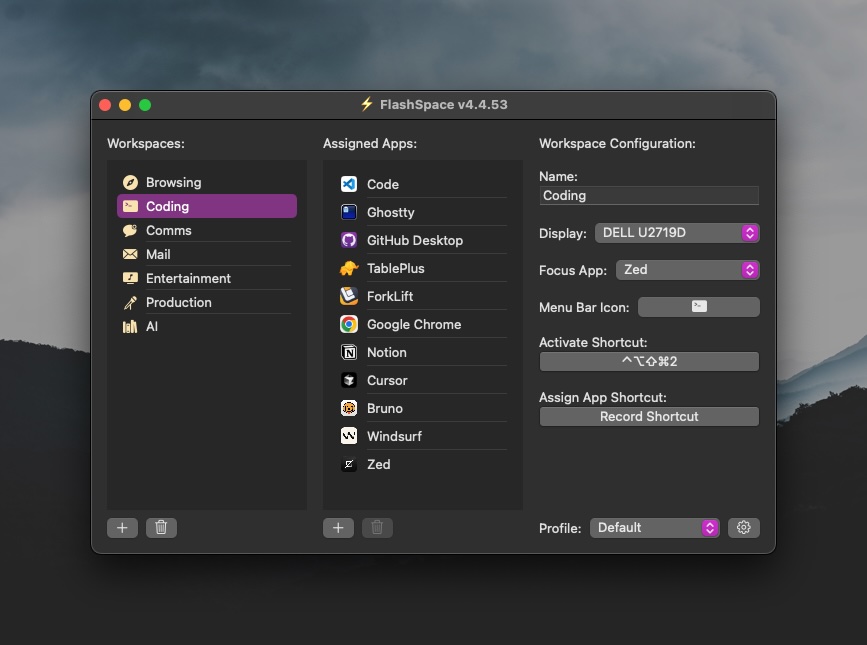 ⚡ FlashSpace v4.4.53
Workspaces:
Browsing
Coding
Comms
Mail
Entertainment
Production
AI
Assigned Apps:
Code
Ghostty
GitHub Desktop
TablePlus
ForkLift
Google Chrome
Notion
Cursor
Bruno
Windsurf
Zed
Workspace Configuration:
Name:
Coding
Display: DELL U2719D
Focus App: Zed
Menu Bar Icon:
Activate Shortcut:
^⌥⇧⌘2
Assign App Shortcut:
Record Shortcut
Profile: Default